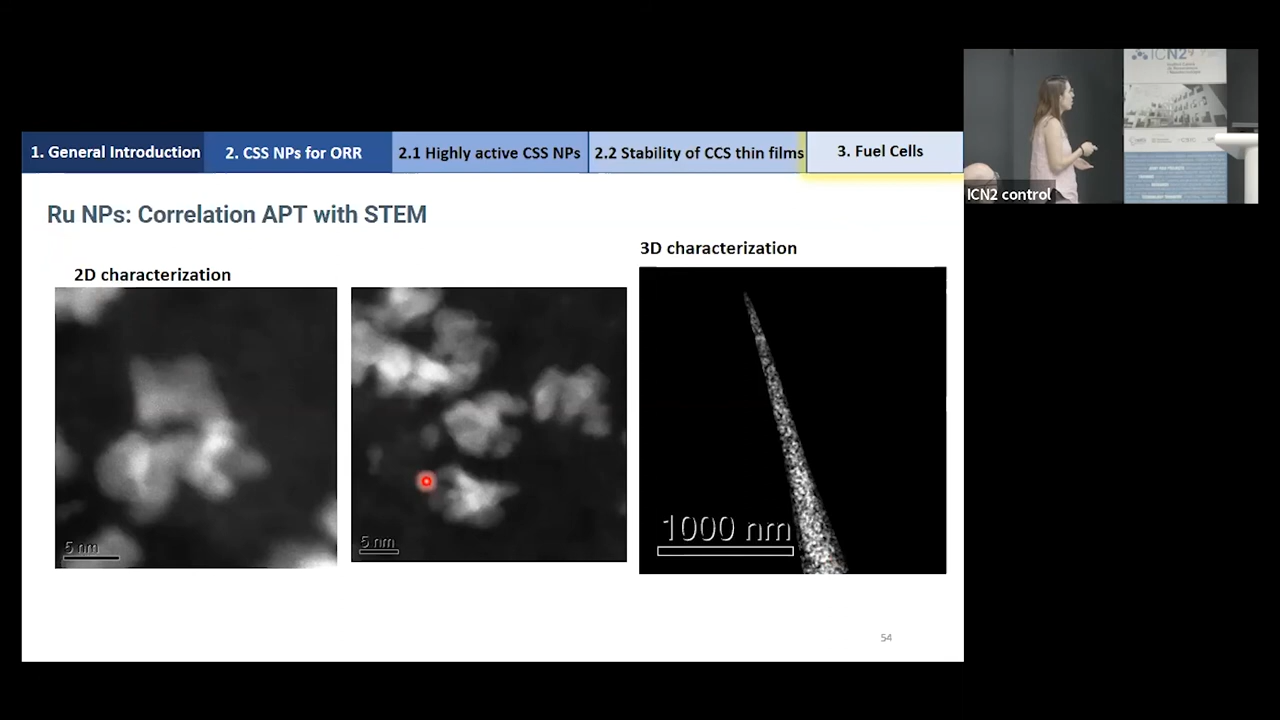 1. General Introduction
2. CSS NPs for ORR
2.1 Highly active CSS NPs
2.2 Stability of CCS thin films
3. Fuel Cells
Ru NPs: Correlation APT with STEM
2D characterization
3D characterization
5 nm
5 nm
1000 nm
54
ICN2
ICN2 control